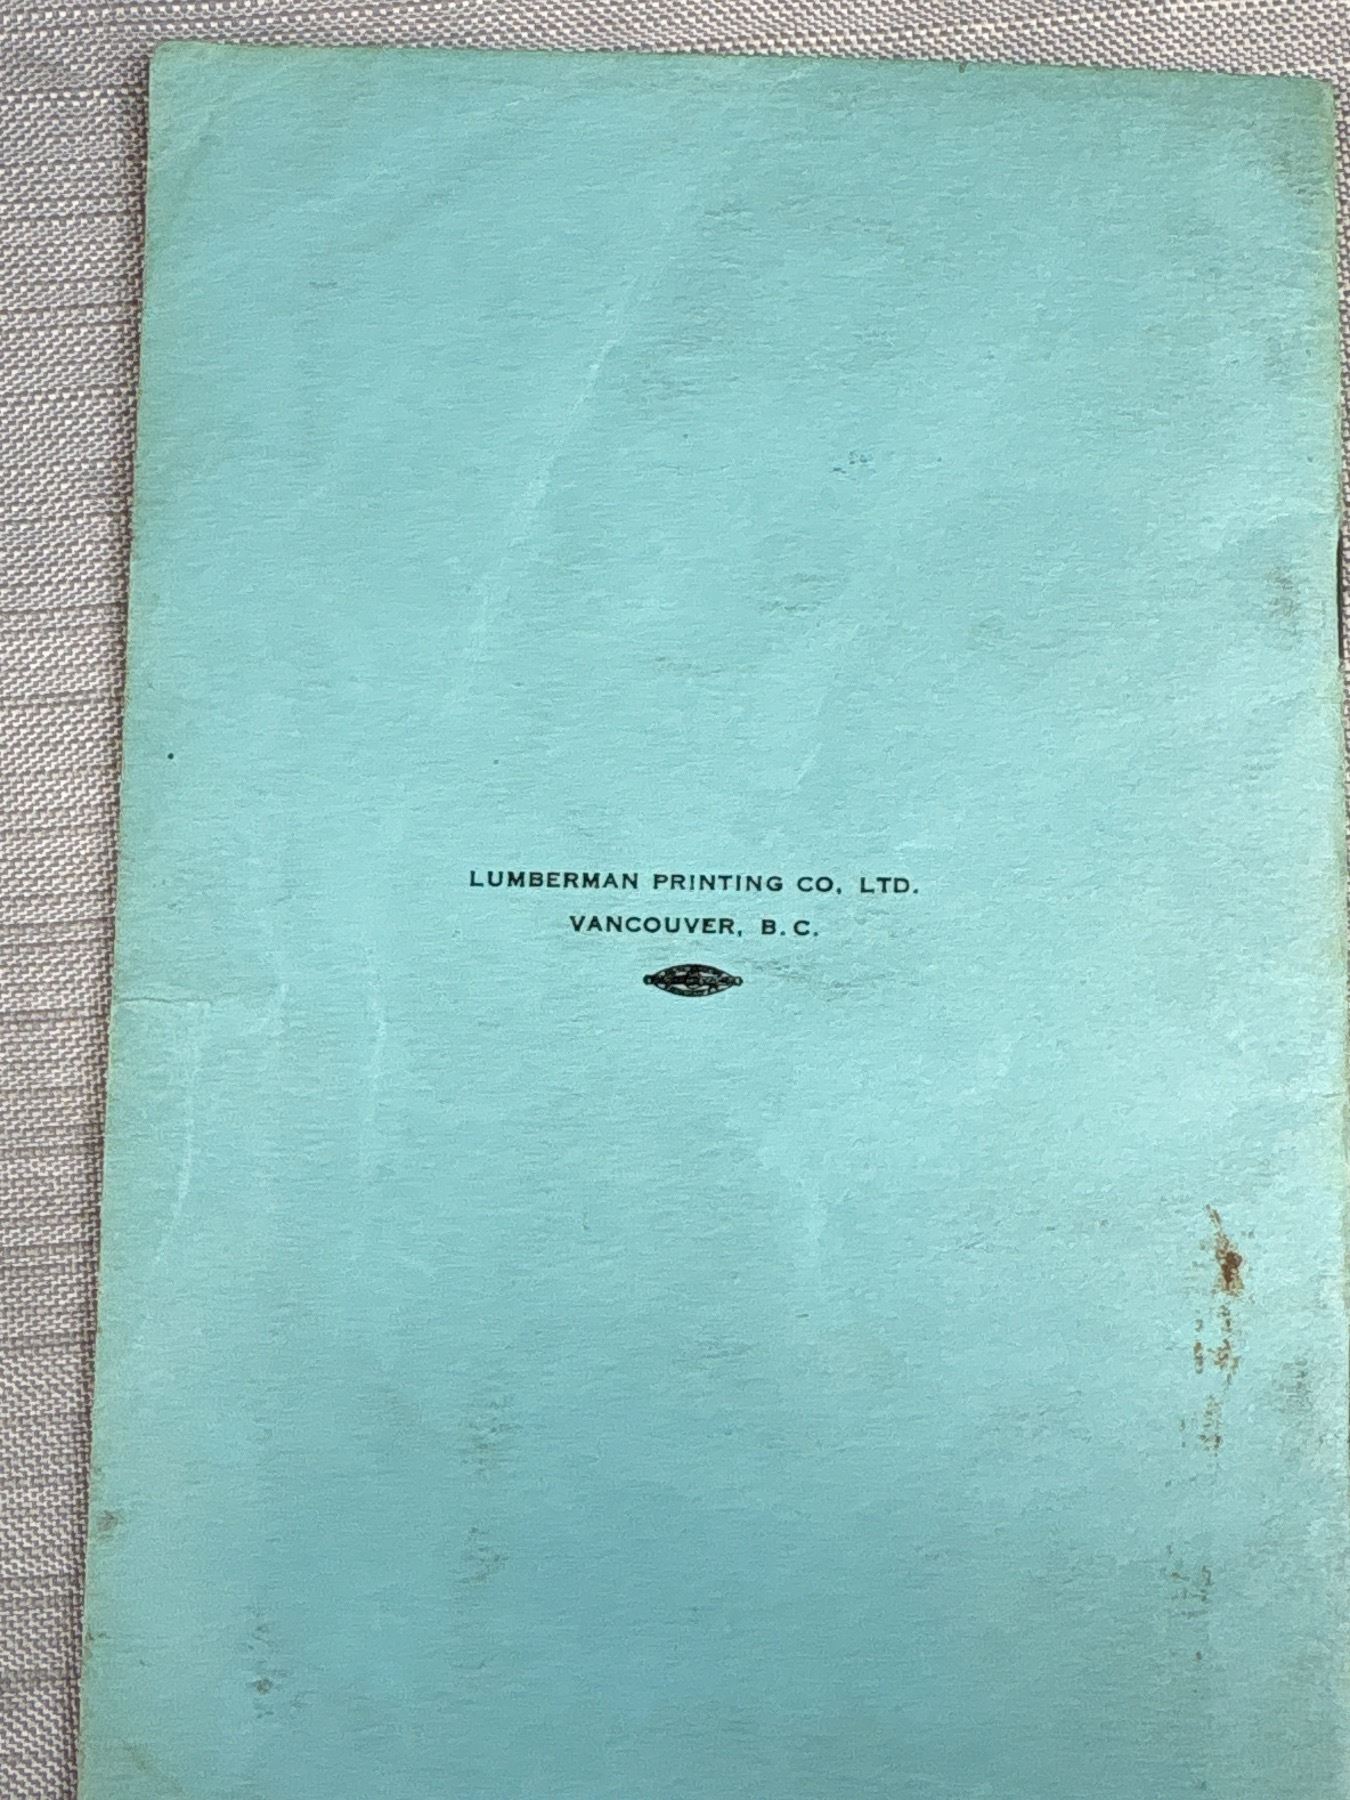 LUMBERMAN PRINTING CO. LTD.
VANCOUVER, B. C.